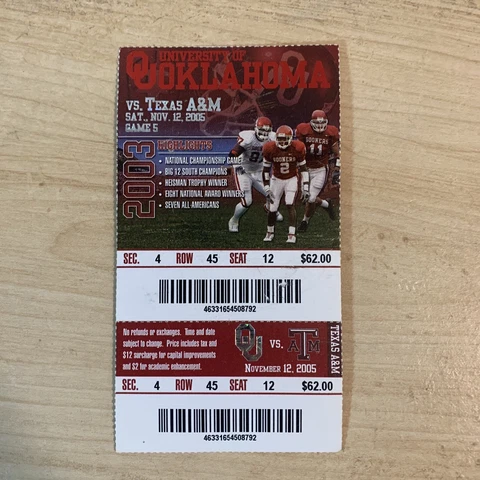 UNIVERSITY OF
OU OKLAHOMA
VS. TEXAS A&M
SAT., NOV. 12, 2005
GAME 5
2003
HIGHLIGHTS
• NATIONAL CHAMPIONSHIP GAME
• BIG 12 SOUTH CHAMPIONS
• HEISMAN TROPHY WINNER
• EIGHT NATIONAL AWARD WINNERS
• SEVEN ALL AMERICANS
SOONERS
2
SOONERS
11
SEC. 4 ROW 45 SEAT 12 $62.00
46331654508792
No refunds or exchanges. Time and date
subject to change. Price includes tax and
$12 surcharge for capital improvements
and $2 for academic enhancement.
OU VS. ATM
NOVEMBER 12, 2005
TEXAS A&M
SEC. 4 ROW 45 SEAT 12 $62.00
46331654508792